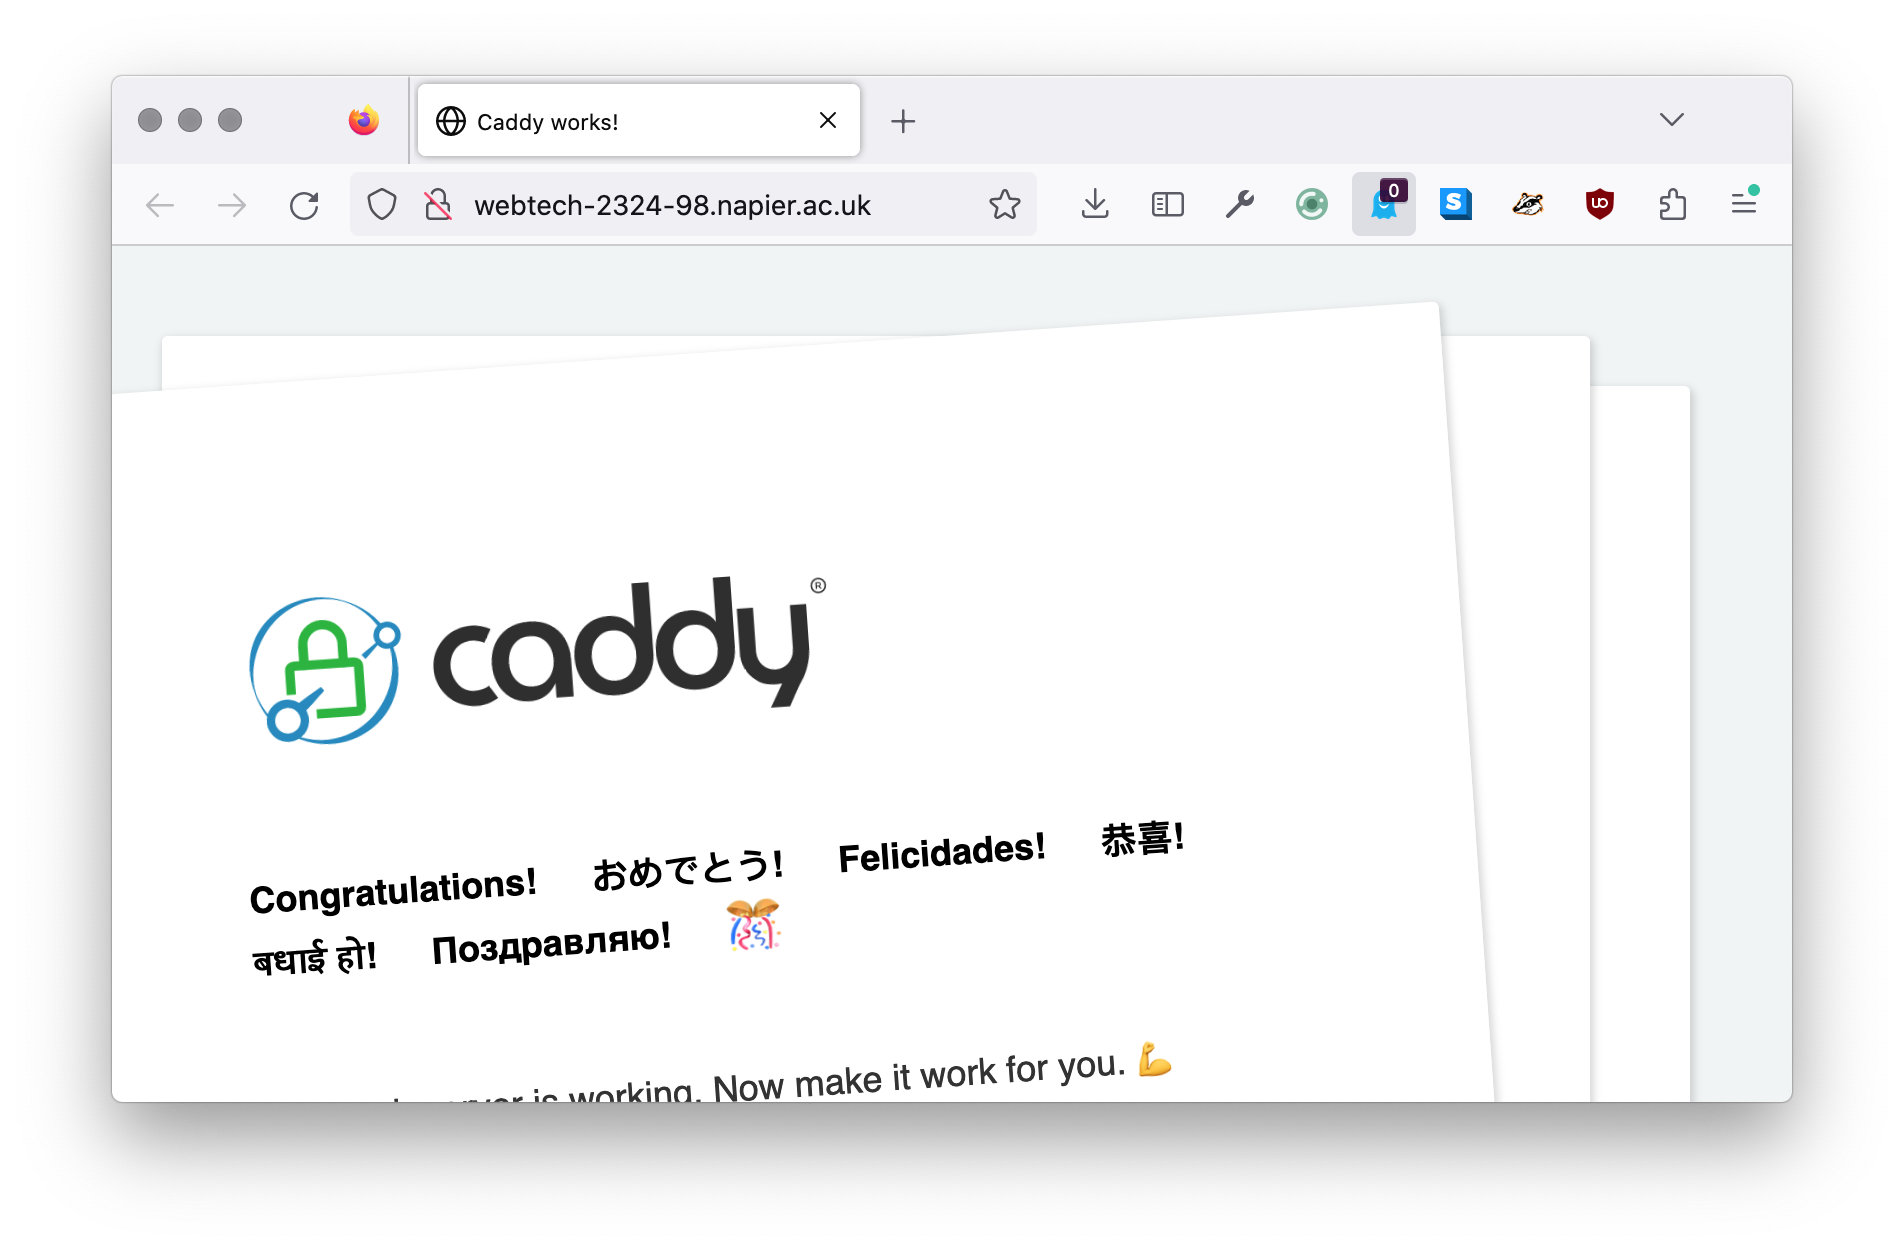 Caddy works!
webtech-2324-98.napier.ac.uk
0
S
uo
caddy®
Congratulations! おめでとう! Felicidades! 恭喜!
बधाई हो! Поздравляю! 🎊
is working. Now make it work for you. 💪